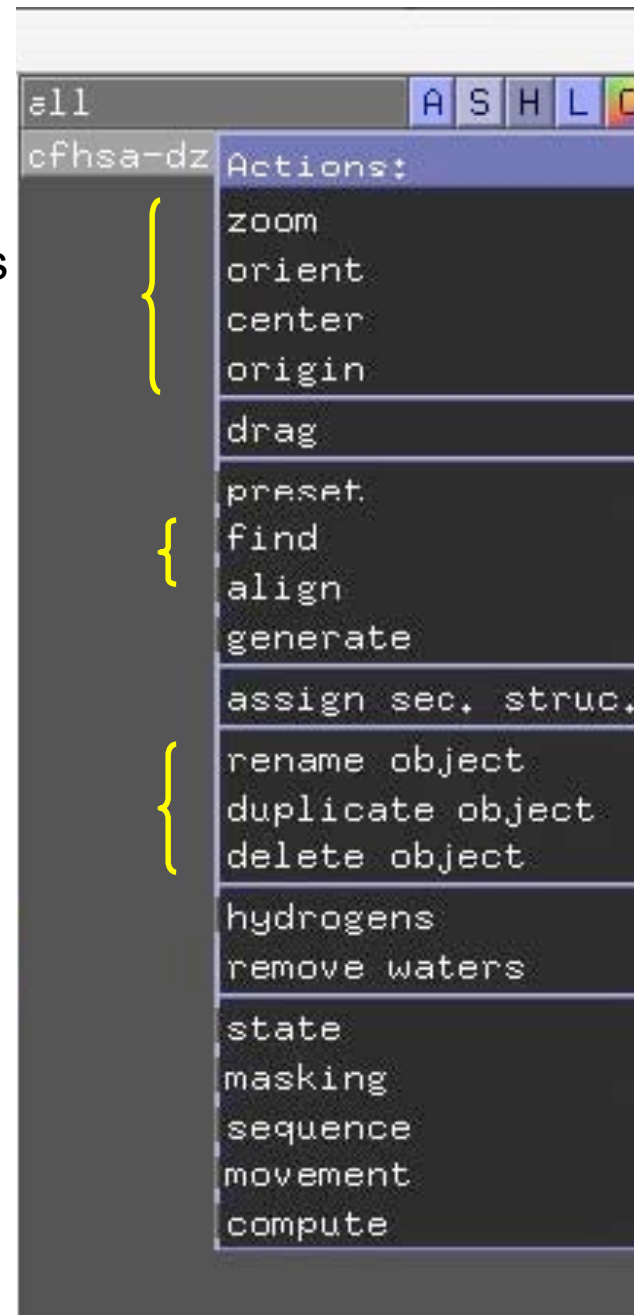 all A S H L C
cfhsa-dz
Actions:
zoom
s
orient
center
origin
drag
preset
find
align
generate
assign sec. struc.
rename object
duplicate object
delete object
hydrogens
remove waters
state
masking
sequence
movement
compute